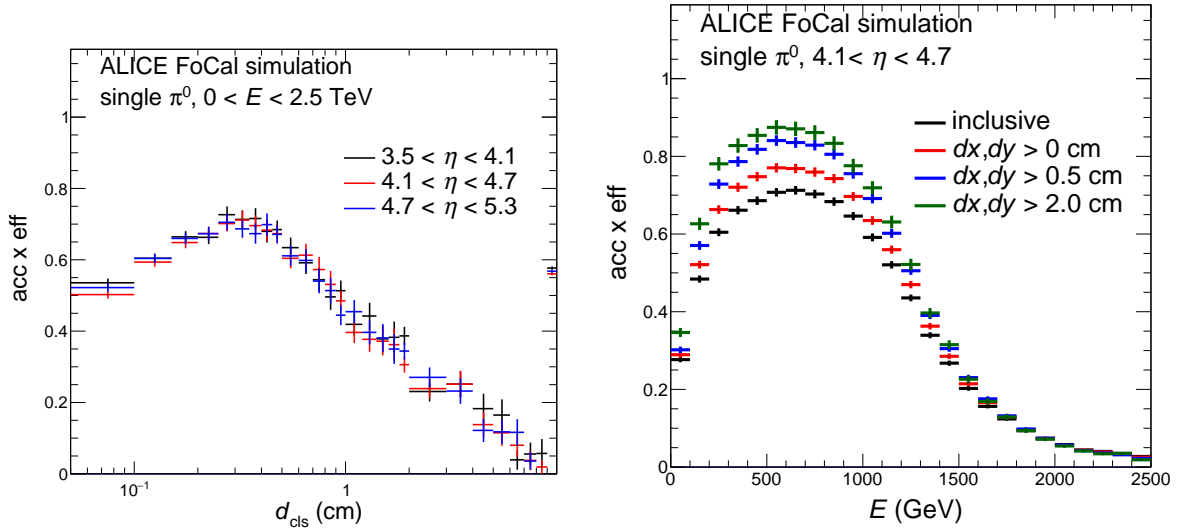 ALICE FoCal simulation
single π⁰, 0 < E < 2.5 TeV
3.5 < η < 4.1
4.1 < η < 4.7
4.7 < η < 5.3
acc x eff
1
0.8
0.6
0.4
0.2
0
10⁻¹
1
d_cls (cm)
ALICE FoCal simulation
single π⁰, 4.1< η < 4.7
inclusive
dx,dy > 0 cm
dx,dy > 0.5 cm
dx,dy > 2.0 cm
acc x eff
1
0.8
0.6
0.4
0.2
0
0 500 1000 1500 2000 2500
E (GeV)